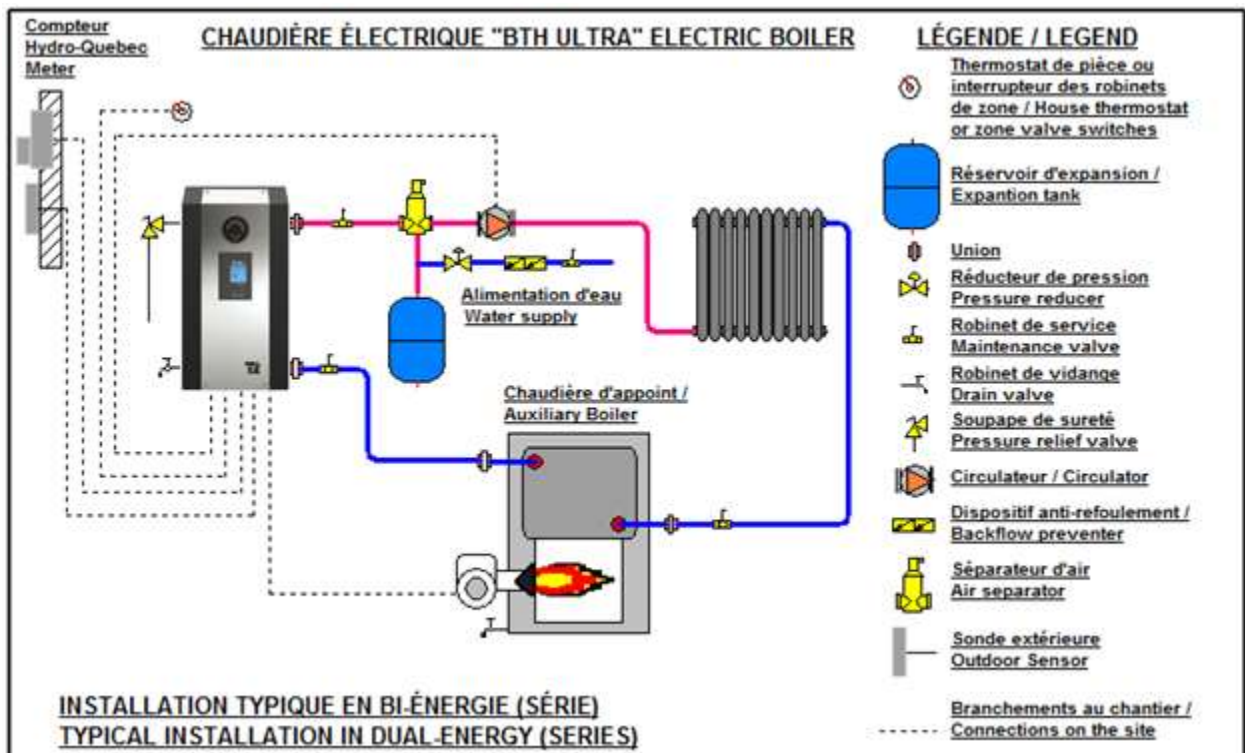 Compteur
Hydro-Quebec
Meter
CHAUDIÈRE ÉLECTRIQUE "BTH ULTRA" ELECTRIC BOILER
LÉGENDE / LEGEND
Thermostat de pièce ou
interrupteur des robinets
de zone / House thermostat
or zone valve switches
Réservoir d'expansion /
Expantion tank
Union
Réducteur de pression
Pressure reducer
Robinet de service
Maintenance valve
Robinet de vidange
Drain valve
Soupape de sureté
Pressure relief valve
Circulateur / Circulator
Dispositif anti-refoulement /
Backflow preventer
Séparateur d'air
Air separator
Sonde extérieure
Outdoor Sensor
Branchements au chantier /
Connections on the site
Alimentation d'eau
Water supply
Chaudière d'appoint /
Auxiliary Boiler
INSTALLATION TYPIQUE EN BI-ÉNERGIE (SÉRIE)
TYPICAL INSTALLATION IN DUAL-ENERGY (SERIES)